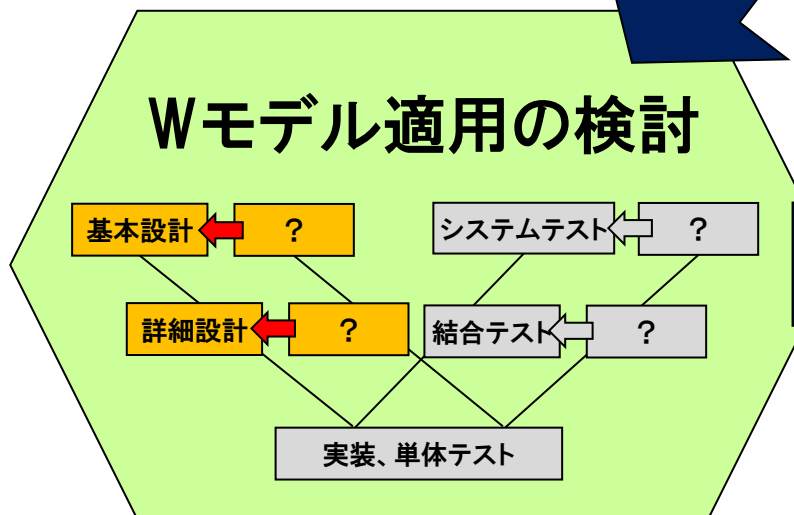 Wモデル適用の検討
基本設計
？
システムテスト
？
詳細設計
？
結合テスト
？
実装、単体テスト